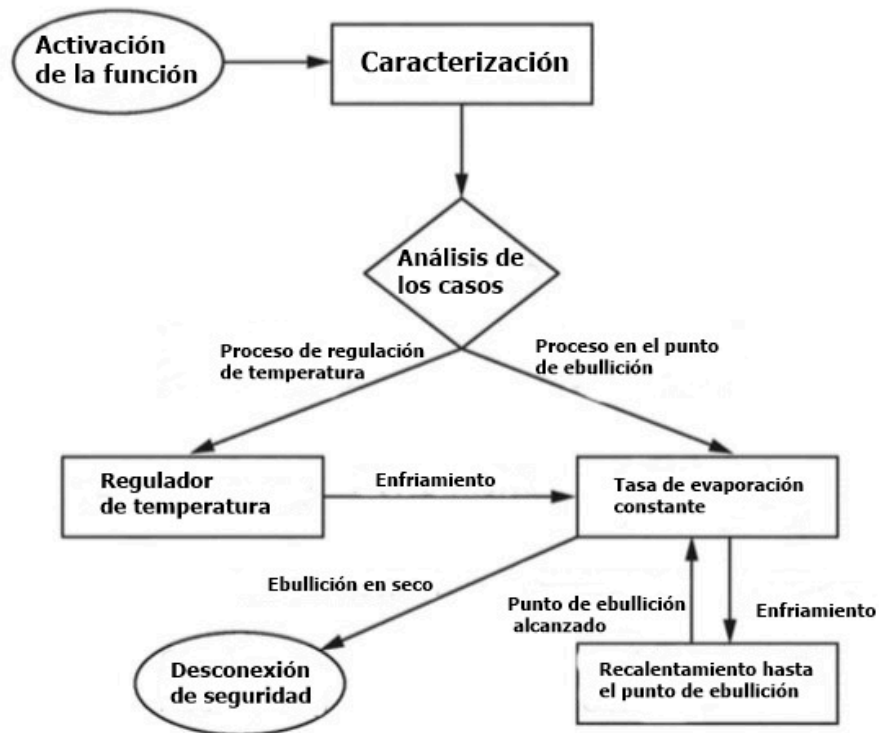 Activación
de la función
Caracterización
Análisis de
los casos
Proceso de regulación
de temperatura
Proceso en el punto
de ebullición
Regulador
de temperatura
Enfriamiento
Tasa de evaporación
constante
Ebullición en seco
Punto de ebullición
alcanzado
Enfriamiento
Desconexión
de seguridad
Recalentamiento hasta
el punto de ebullición